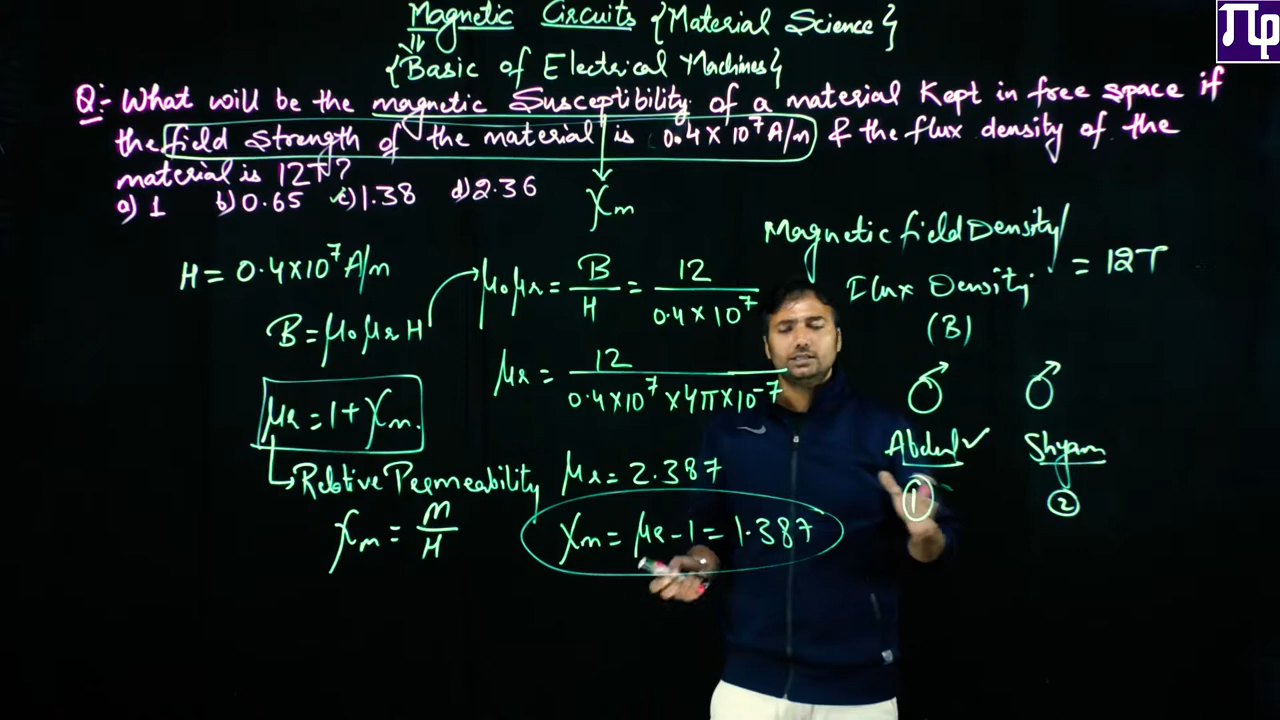 Magnetic Circuits {Material Science}
{Basic of Electrical Machines}
πφ
Q:- What will be the magnetic Susceptibility of a material Kept in free space if
the field strength of the material is 0.4×10⁷ A/m & the flux density of the
material is 12T?
a) 1 b) 0.65 c) 1.38 d) 2.36
χm
H = 0.4×10⁷ A/m
B = μ₀μr H
μr = 1 + χm.
Relative Permeability
χm = M/H
μ₀μr = B/H = 12/0.4×10⁷
μr = 12/0.4×10⁷×4π×10⁻⁷
μr = 2.387
χm = μr - 1 = 1.387
Magnetic field Density/
Flux Density = 12T
(B)
Abdul ✓ Shyam
1 2